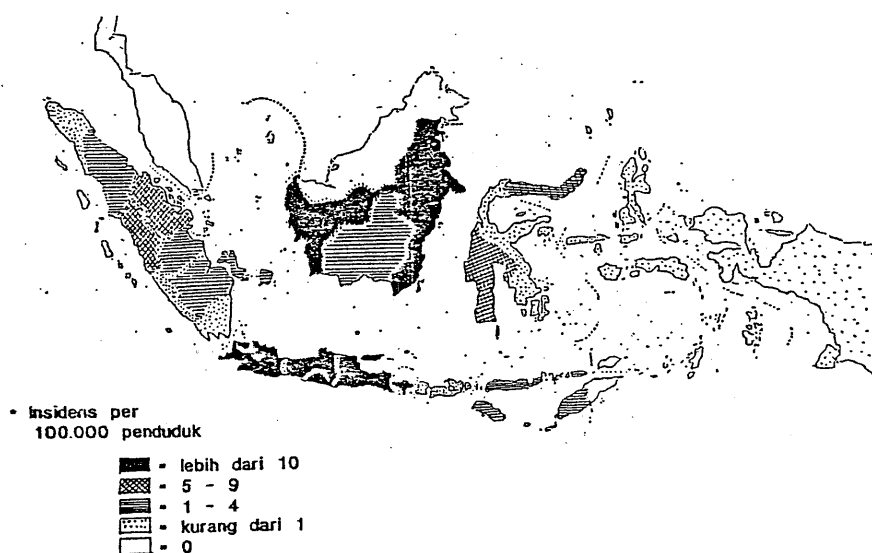 • Insidens per
100.000 penduduk
= lebih dari 10
= 5 - 9
= 1 - 4
= kurang dari 1
= 0